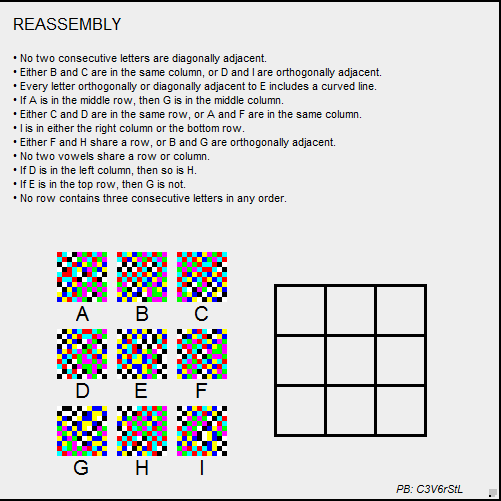 REASSEMBLY
• No two consecutive letters are diagonally adjacent.
• Either B and C are in the same column, or D and I are orthogonally adjacent.
• Every letter orthogonally or diagonally adjacent to E includes a curved line.
• If A is in the middle row, then G is in the middle column.
• Either C and D are in the same row, or A and F are in the same column.
• I is in either the right column or the bottom row.
• Either F and H share a row, or B and G are orthogonally adjacent.
• No two vowels share a row or column.
• If D is in the left column, then so is H.
• If E is in the top row, then G is not.
• No row contains three consecutive letters in any order.
A B C
D E F
G H I
PB: C3V6rStL